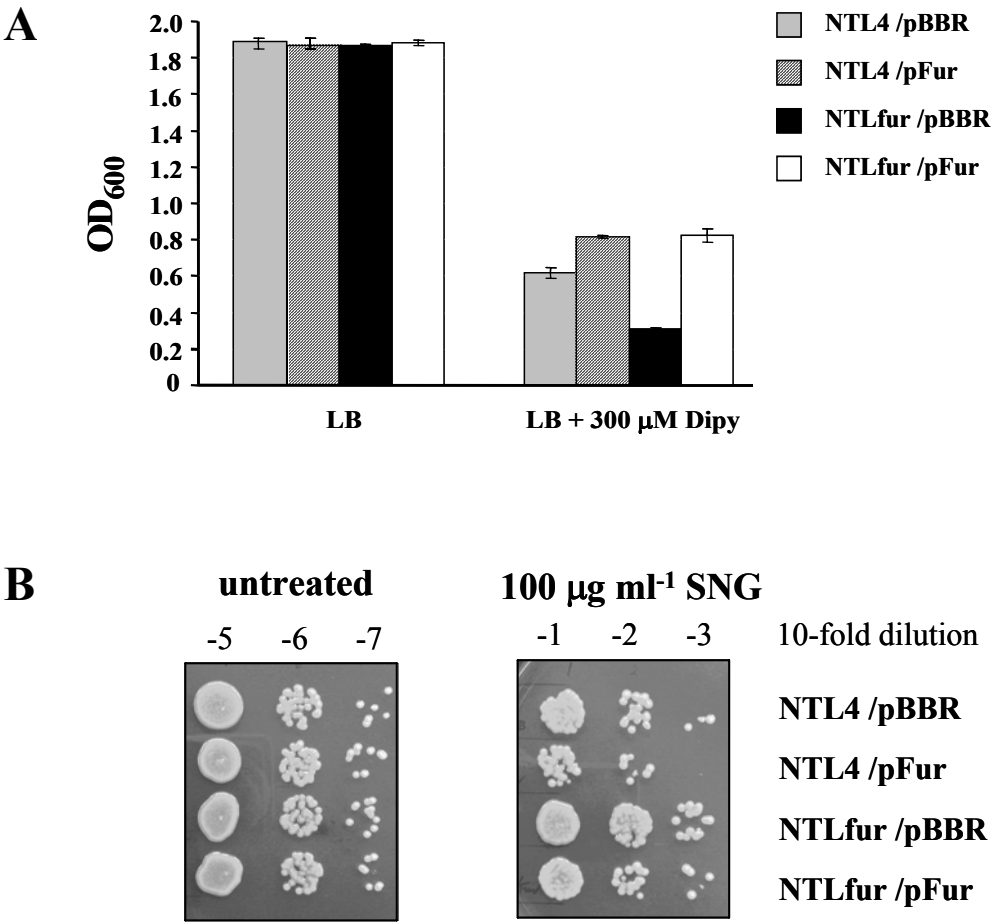 A
2.0
1.8
1.6
1.4
1.2
1.0
0.8
0.6
0.4
0.2
0
OD600
LB
LB + 300 μM Dipy
NTL4 /pBBR
NTL4 /pFur
NTLfur /pBBR
NTLfur /pFur
B
untreated
100 μg ml-1 SNG
-5 -6 -7
-1 -2 -3 10-fold dilution
NTL4 /pBBR
NTL4 /pFur
NTLfur /pBBR
NTLfur /pFur